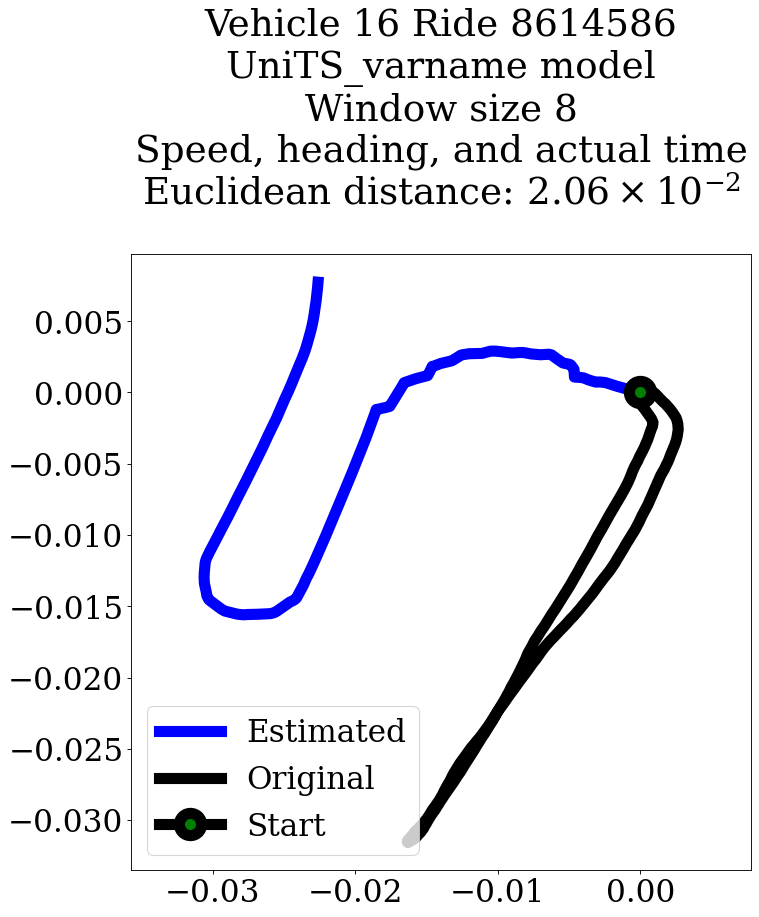 Vehicle 16 Ride 8614586
UniTS_varname model
Window size 8
Speed, heading, and actual time
Euclidean distance: 2.06 × 10⁻²
0.005
0.000
−0.005
−0.010
−0.015
−0.020
−0.025
−0.030
Estimated
Original
Start
−0.03
−0.02
−0.01
0.00